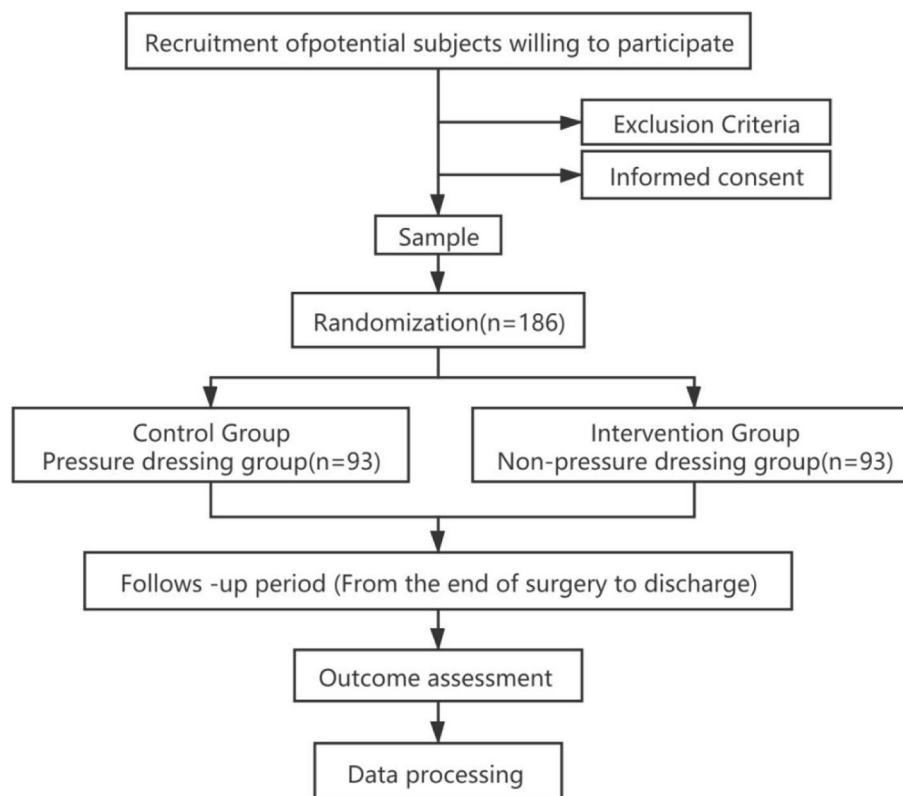 Recruitment ofpotential subjects willing to participate
Exclusion Criteria
Informed consent
Sample
Randomization(n=186)
Control Group
Pressure dressing group(n=93)
Intervention Group
Non-pressure dressing group(n=93)
Follows -up period (From the end of surgery to discharge)
Outcome assessment
Data processing